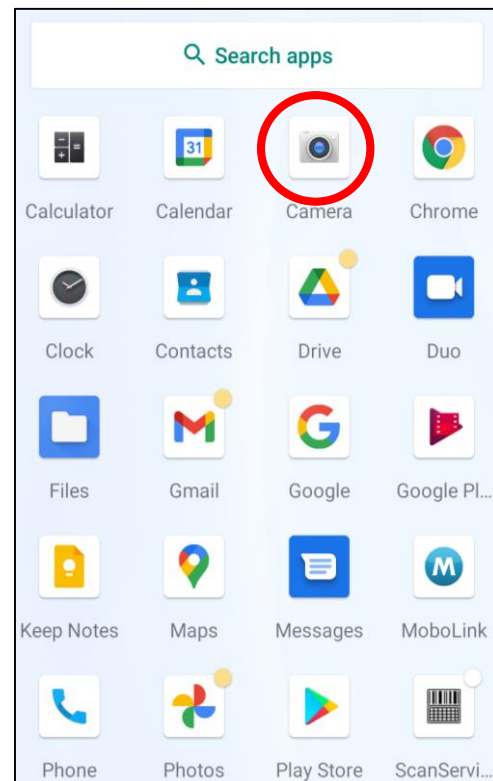 Search apps
31
Calculator Calendar Camera Chrome
Clock Contacts Drive Duo
Files Gmail Google Google Pl...
M
Keep Notes Maps Messages MoboLink
Phone Photos Play Store ScanServi...